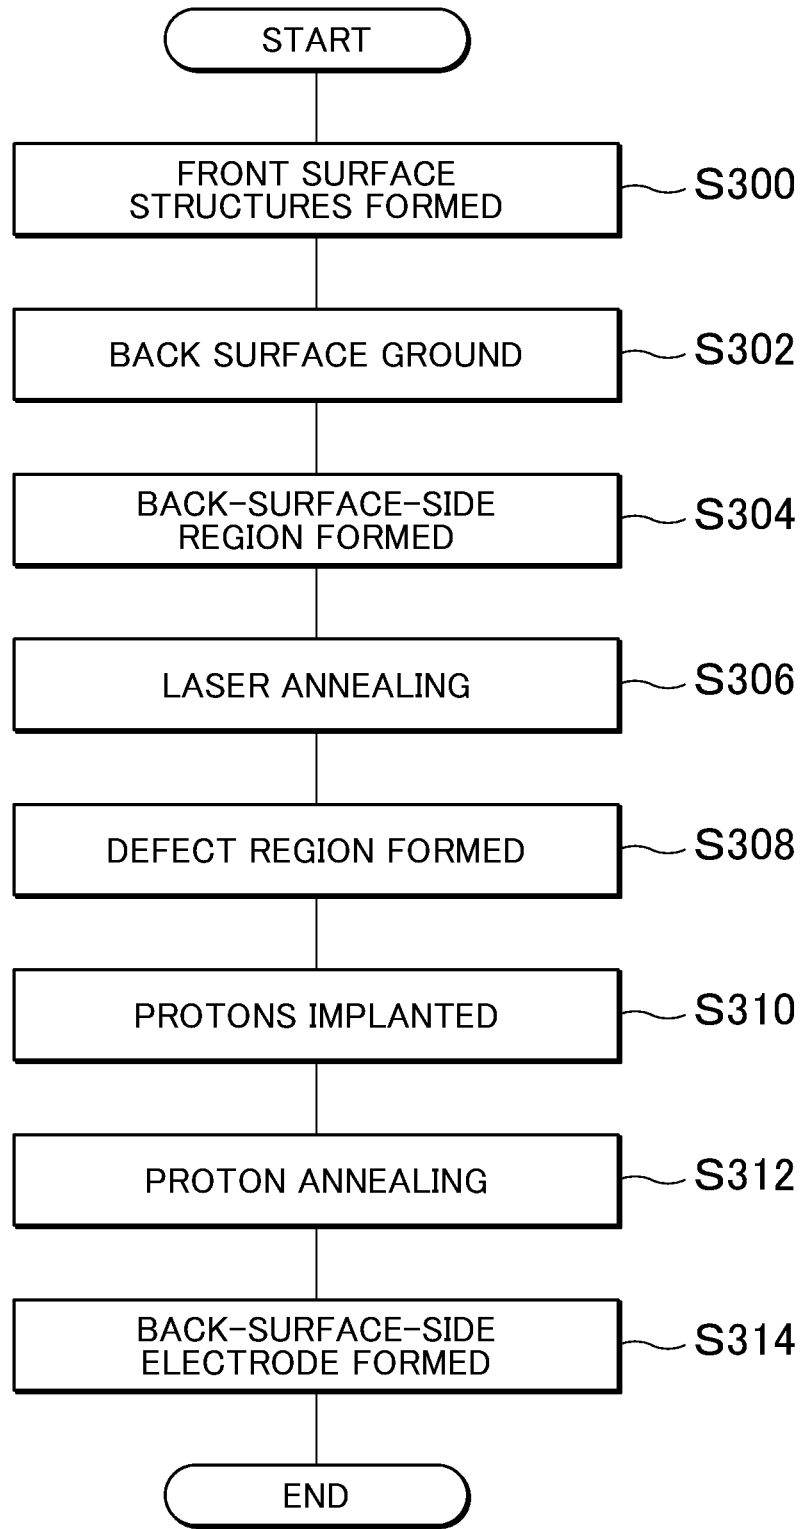 START
FRONT SURFACE
STRUCTURES FORMED
S300
BACK SURFACE GROUND
S302
BACK-SURFACE-SIDE
REGION FORMED
S304
LASER ANNEALING
S306
DEFECT REGION FORMED
S308
PROTONS IMPLANTED
S310
PROTON ANNEALING
S312
BACK-SURFACE-SIDE
ELECTRODE FORMED
S314
END